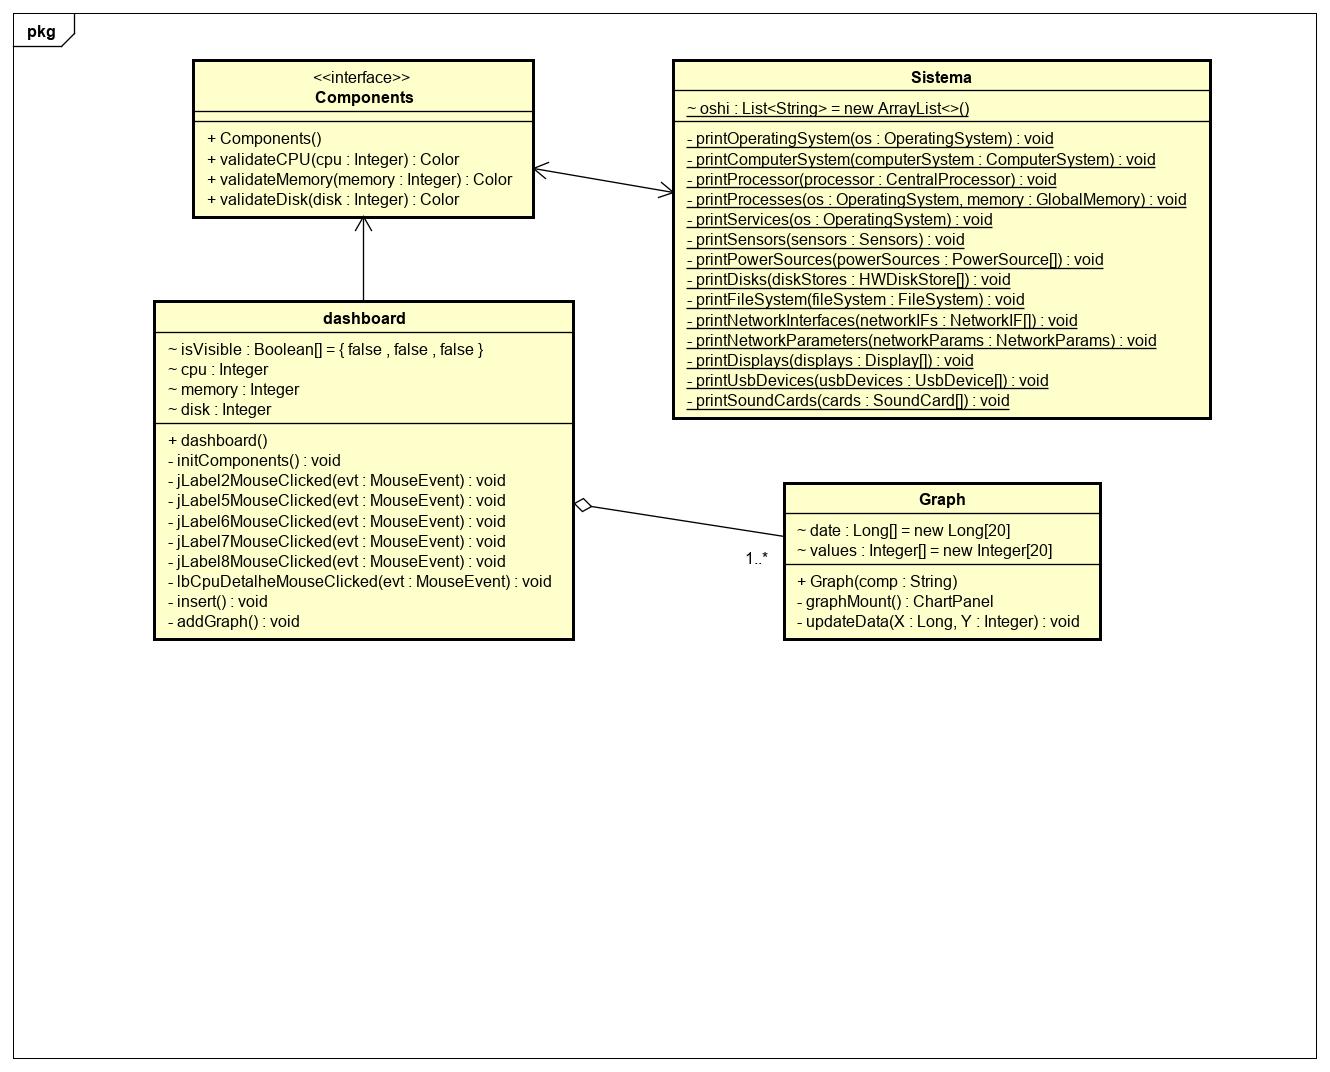 pkg
<<interface>>
Components
+ Components()
+ validateCPU(cpu : Integer) : Color
+ validateMemory(memory : Integer) : Color
+ validateDisk(disk : Integer) : Color
Sistema
~ oshi : List<String> = new ArrayList<>()
- printOperatingSystem(os : OperatingSystem) : void
- printComputerSystem(computerSystem : ComputerSystem) : void
- printProcessor(processor : CentralProcessor) : void
- printProcesses(os : OperatingSystem, memory : GlobalMemory) : void
- printServices(os : OperatingSystem) : void
- printSensors(sensors : Sensors) : void
- printPowerSources(powerSources : PowerSource[]) : void
- printDisks(diskStores : HWDiskStore[]) : void
- printFileSystem(fileSystem : FileSystem) : void
- printNetworkInterfaces(networkIFs : NetworkIF[]) : void
- printNetworkParameters(networkParams : NetworkParams) : void
- printDisplays(displays : Display[]) : void
- printUsbDevices(usbDevices : UsbDevice[]) : void
- printSoundCards(cards : SoundCard[]) : void
dashboard
~ isVisible : Boolean[] = { false , false , false }
~ cpu : Integer
~ memory : Integer
~ disk : Integer
+ dashboard()
- initComponents() : void
- jLabel2MouseClicked(evt : MouseEvent) : void
- jLabel5MouseClicked(evt : MouseEvent) : void
- jLabel6MouseClicked(evt : MouseEvent) : void
- jLabel7MouseClicked(evt : MouseEvent) : void
- jLabel8MouseClicked(evt : MouseEvent) : void
- lbCpuDetalheMouseClicked(evt : MouseEvent) : void
- insert() : void
- addGraph() : void
1..*
Graph
~ date : Long[] = new Long[20]
~ values : Integer[] = new Integer[20]
+ Graph(comp : String)
- graphMount() : ChartPanel
- updateData(X : Long, Y : Integer) : void